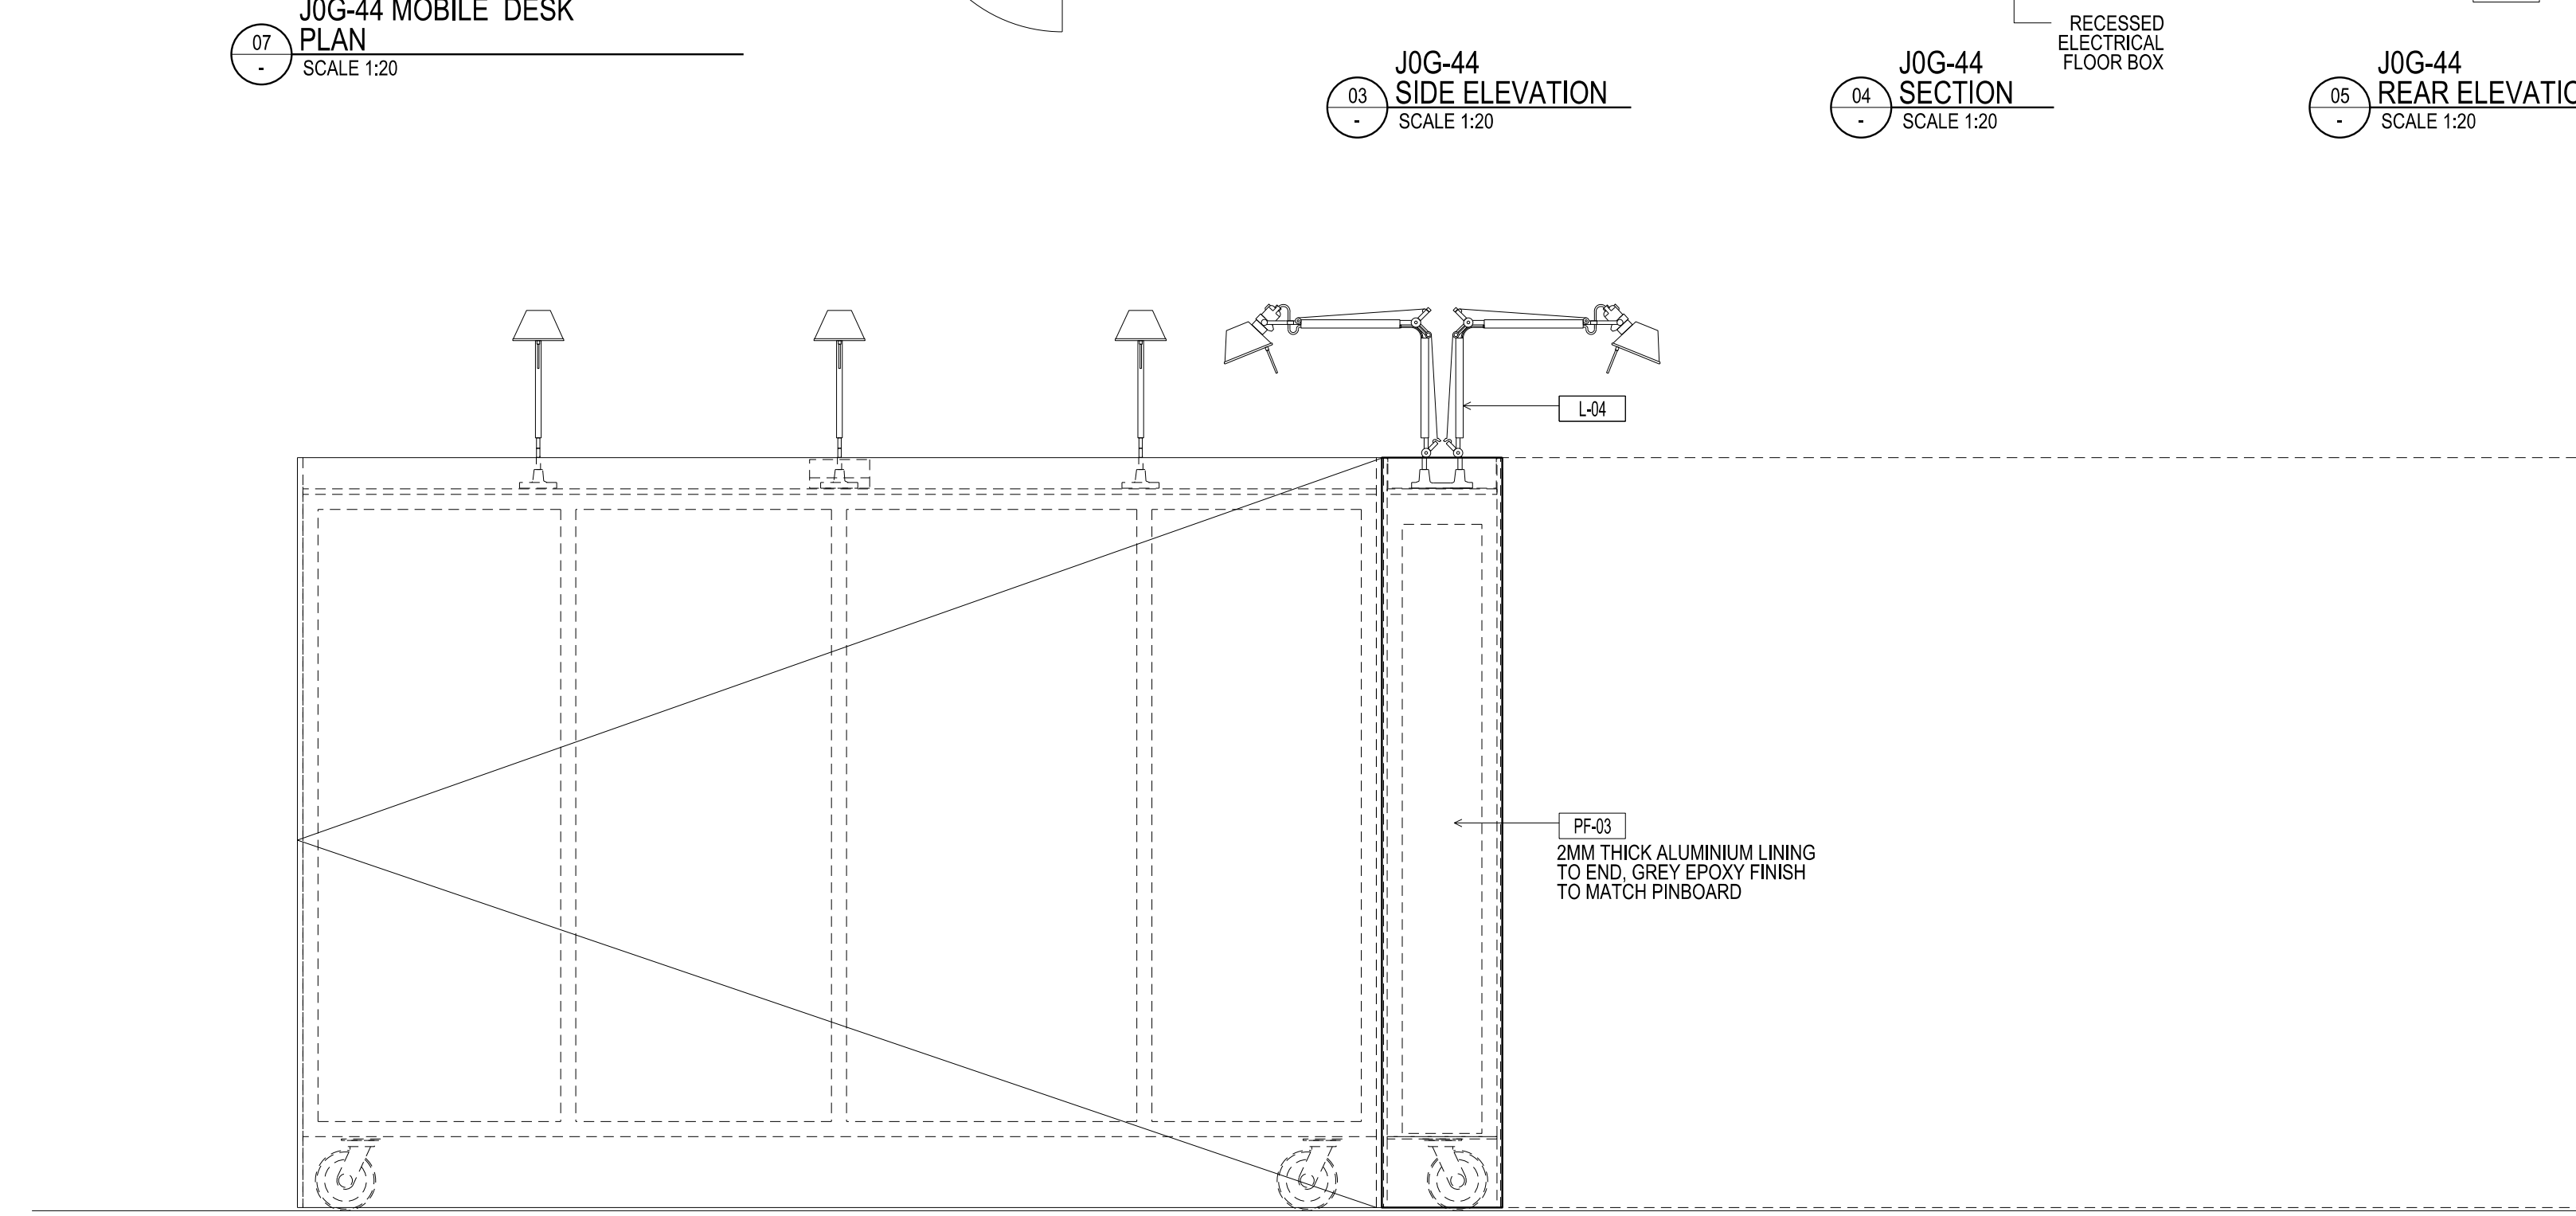 J0G-44 MOBILE DESK
PLAN
07
-
SCALE 1:20
RECESSED
ELECTRICAL
FLOOR BOX
J0G-44
SIDE ELEVATION
03
-
SCALE 1:20
J0G-44
SECTION
04
-
SCALE 1:20
J0G-44
REAR ELEVATIO
05
-
SCALE 1:20
L-04
PF-03
2MM THICK ALUMINIUM LINING
TO END, GREY EPOXY FINISH
TO MATCH PINBOARD